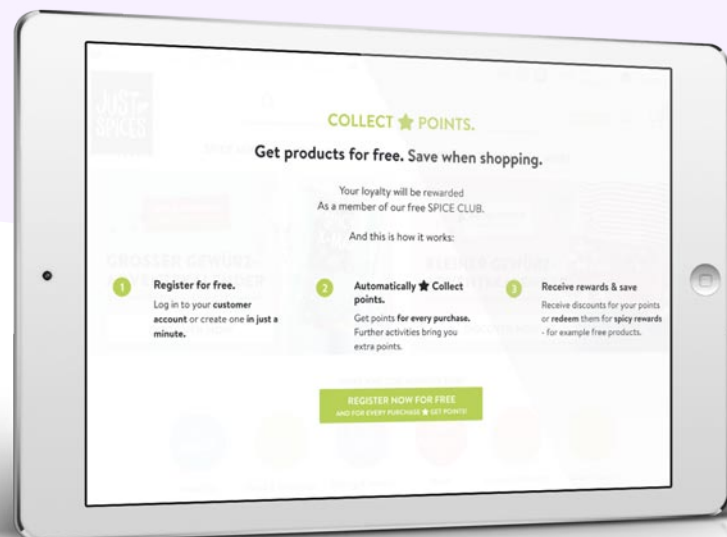 JUST
SPICES
COLLECT ★ POINTS.
Get products for free. Save when shopping.
Your loyalty will be rewarded
As a member of our free SPICE CLUB.
And this is how it works:
GROSSER GEWÜRZ-
1
Register for free.
Log in to your customer
account or create one in just a
minute.
2
Automatically ★ Collect
points.
Get points for every purchase.
Further activities bring you
extra points.
3
Receive rewards & save
Receive discounts for your points
or redeem them for spicy rewards
- for example free products.
REGISTER NOW FOR FREE
AND FOR EVERY PURCHASE ★ GET POINTS!